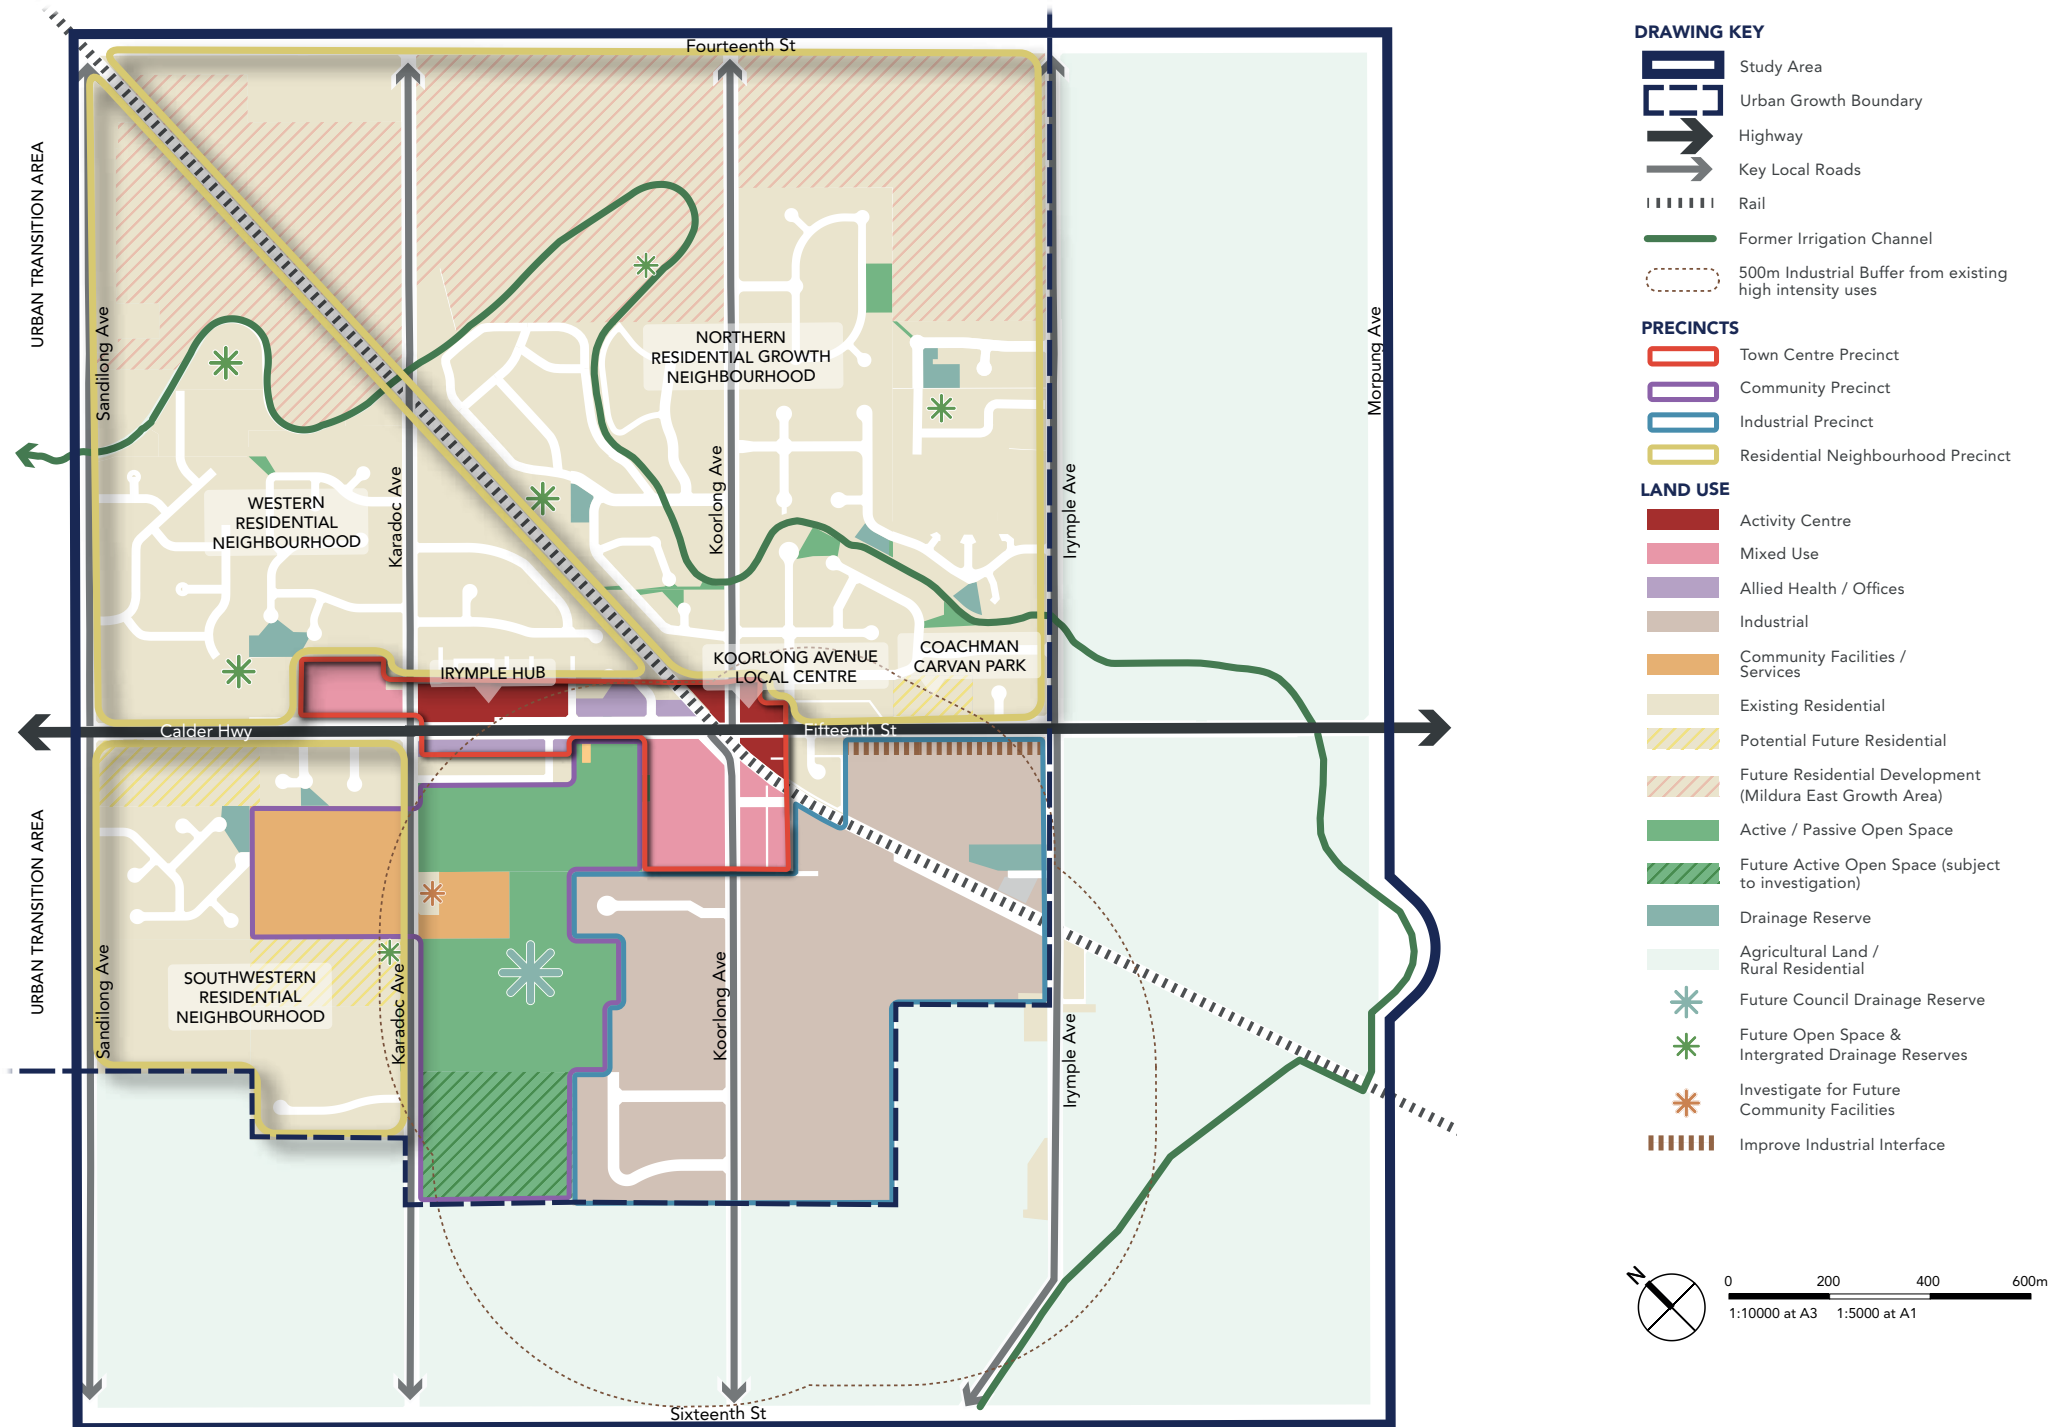 Fourteenth St
URBAN TRANSITION AREA
Sandilong Ave
Karadoc Ave
Koorlong Ave
Irymple Ave
Morpung Ave
NORTHERN
RESIDENTIAL GROWTH
NEIGHBOURHOOD
WESTERN
RESIDENTIAL
NEIGHBOURHOOD
IRYMPLE HUB
KOORLONG AVENUE
LOCAL CENTRE
COACHMAN
CARVAN PARK
Calder Hwy
Fifteenth St
URBAN TRANSITION AREA
Sandilong Ave
SOUTHWESTERN
RESIDENTIAL
NEIGHBOURHOOD
Karadoc Ave
Koorlong Ave
Irymple Ave
Sixteenth St
DRAWING KEY
Study Area
Urban Growth Boundary
Highway
Key Local Roads
Rail
Former Irrigation Channel
500m Industrial Buffer from existing
high intensity uses
PRECINCTS
Town Centre Precinct
Community Precinct
Industrial Precinct
Residential Neighbourhood Precinct
LAND USE
Activity Centre
Mixed Use
Allied Health / Offices
Industrial
Community Facilities /
Services
Existing Residential
Potential Future Residential
Future Residential Development
(Mildura East Growth Area)
Active / Passive Open Space
Future Active Open Space (subject
to investigation)
Drainage Reserve
Agricultural Land /
Rural Residential
Future Council Drainage Reserve
Future Open Space &
Intergrated Drainage Reserves
Investigate for Future
Community Facilities
Improve Industrial Interface
N
0 200 400 600m
1:10000 at A3 1:5000 at A1